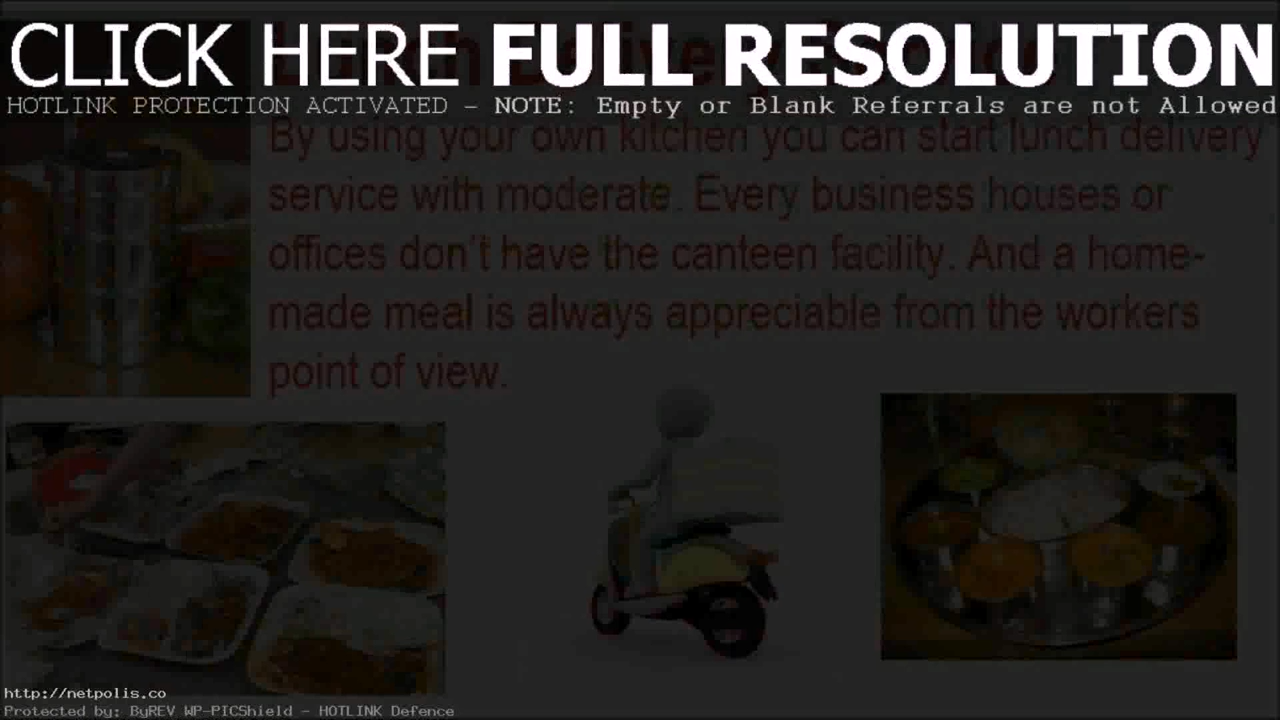 CLICK HERE FULL RESOLUTION
HOTLINK PROTECTION ACTIVATED – NOTE: Empty or Blank Referrals are not Allowed
By using your own kitchen you can start lunch delivery
service with moderate. Every business houses or
offices don't have the canteen facility. And a home-
made meal is always appreciable from the workers
point of view.
http://netpolis.co
Protected by: ByREV WP-PICShield – HOTLINK Defence